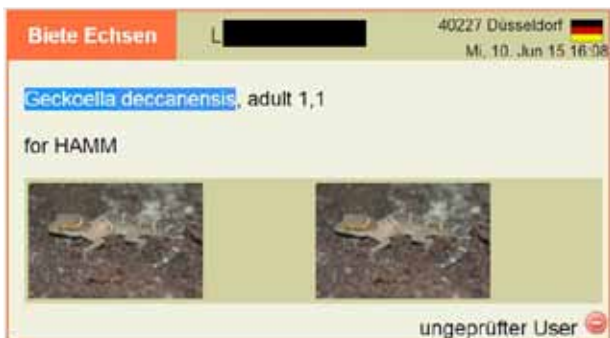 Biete Echsen
L
40227 Düsseldorf
Mi, 10. Jun 15 16:08
Geckoella deccanensis, adult 1,1
for HAMM
ungeprüfter User